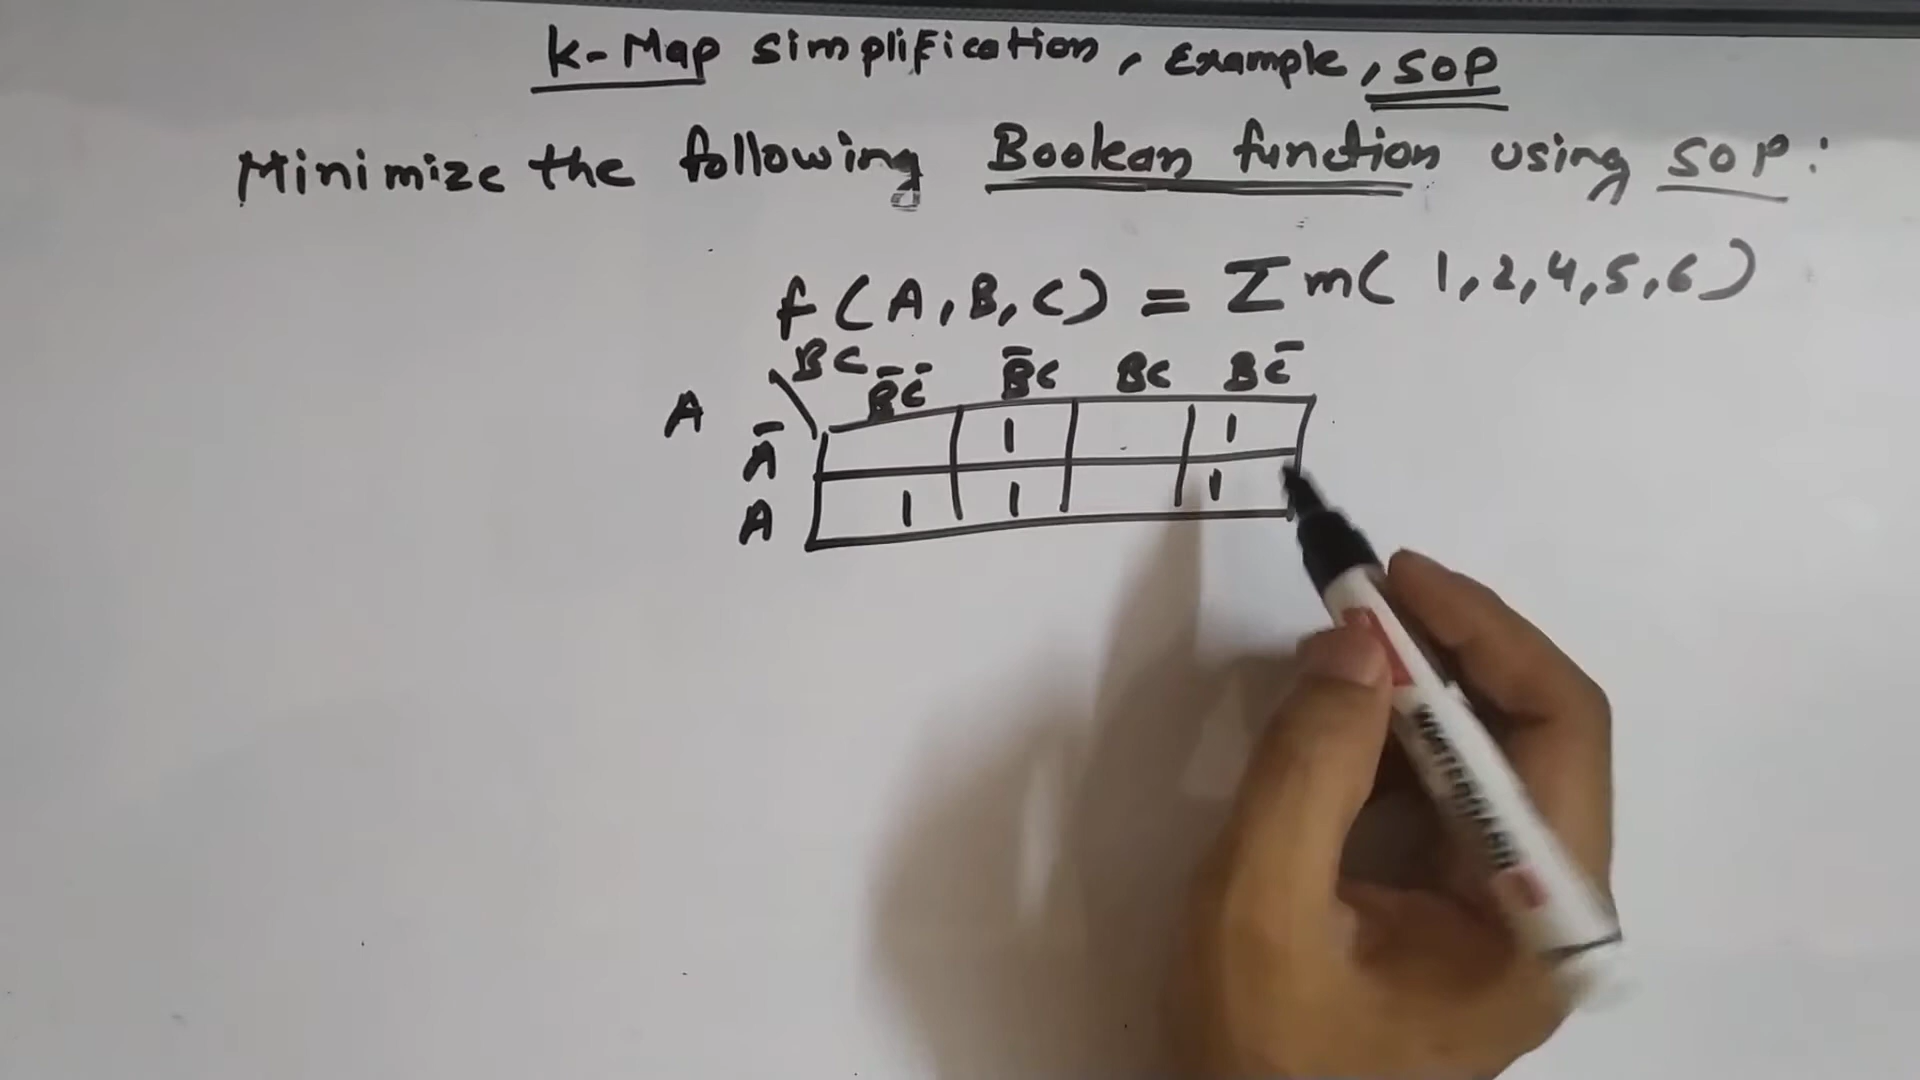 K-Map simplification, Example, SOP
Minimize the following Boolean function using SOP:
f(A,B,C) = Σm(1,2,4,5,6)
BC B̅C̅ B̅C BC BC̅
A
A̅ 1 1
A 1 1 1